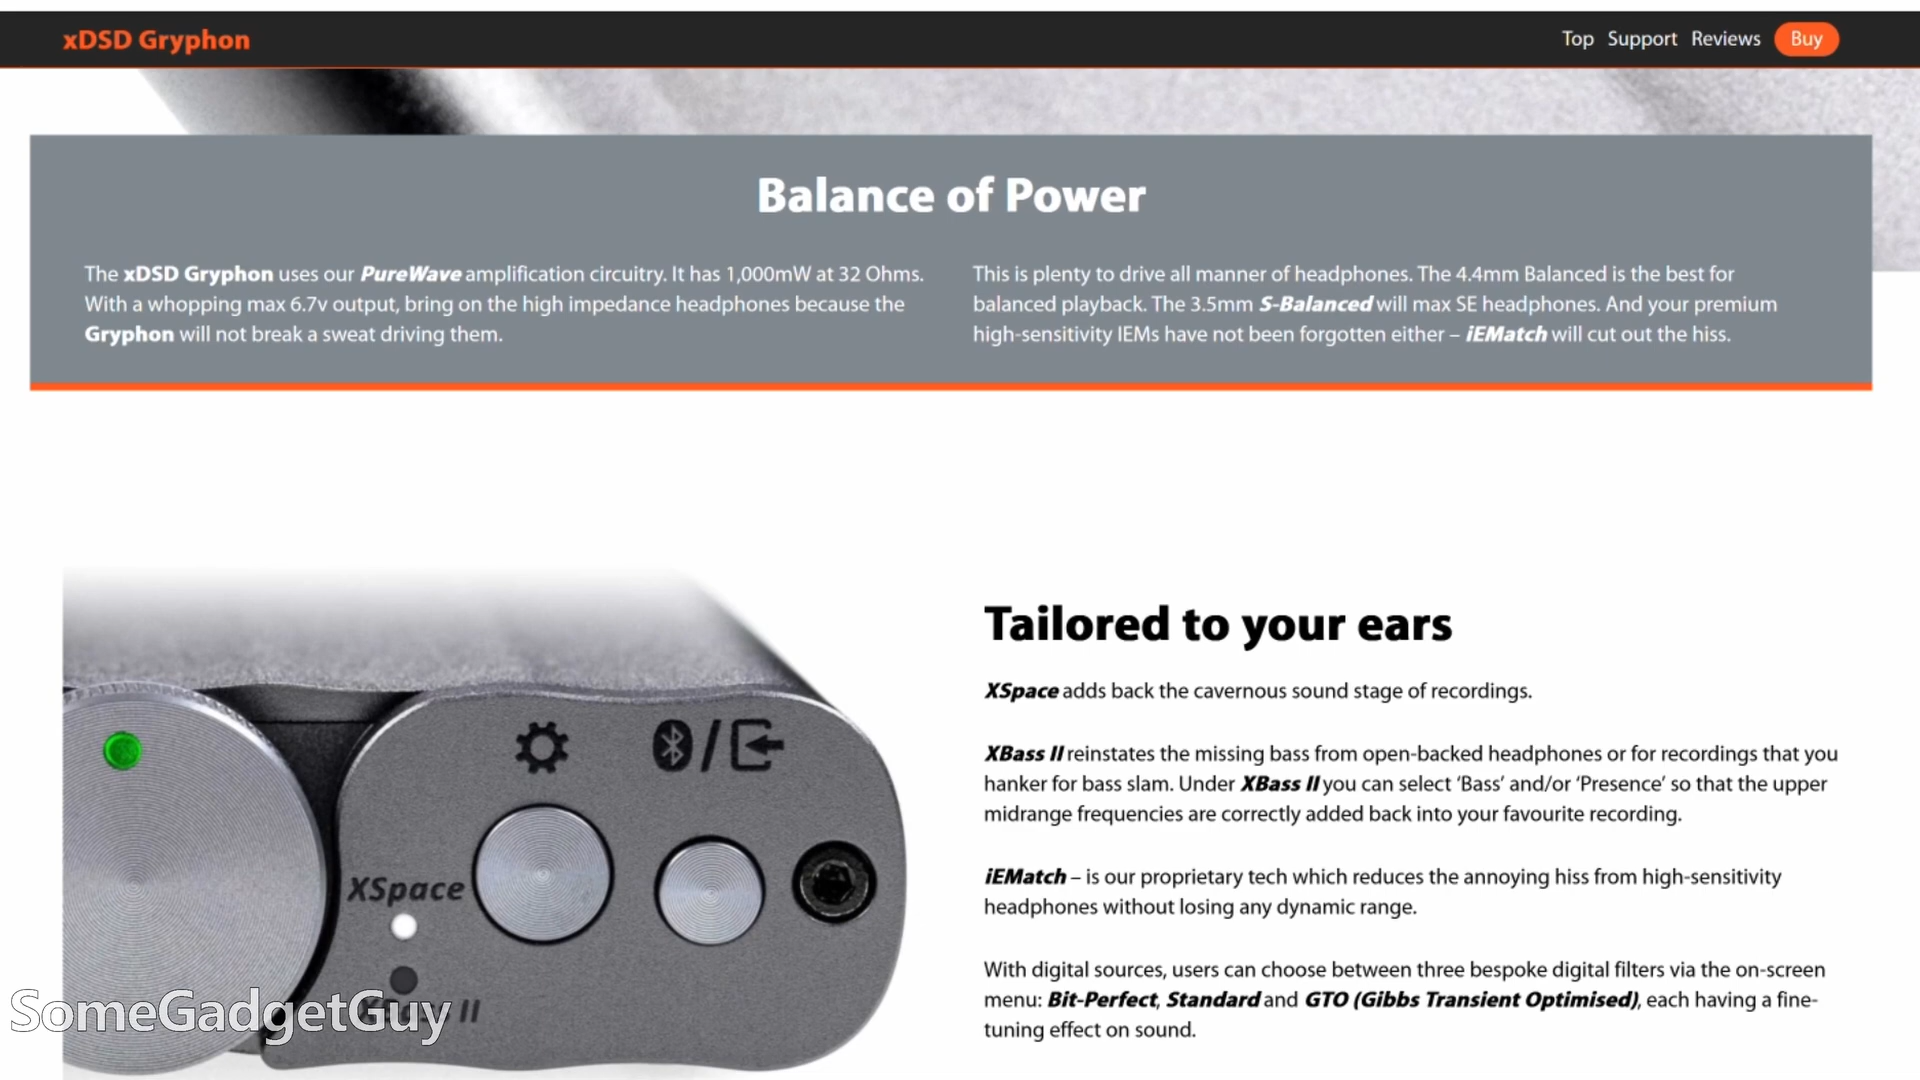 xDSD Gryphon
Top Support Reviews Buy
Balance of Power
The xDSD Gryphon uses our PureWave amplification circuitry. It has 1,000mW at 32 Ohms.
With a whopping max 6.7v output, bring on the high impedance headphones because the
Gryphon will not break a sweat driving them.
This is plenty to drive all manner of headphones. The 4.4mm Balanced is the best for
balanced playback. The 3.5mm S-Balanced will max SE headphones. And your premium
high-sensitivity IEMs have not been forgotten either – iEMatch will cut out the hiss.
Tailored to your ears
XSpace adds back the cavernous sound stage of recordings.
XBass II reinstates the missing bass from open-backed headphones or for recordings that you
hanker for bass slam. Under XBass II you can select ‘Bass’ and/or ‘Presence’ so that the upper
midrange frequencies are correctly added back into your favourite recording.
iEMatch – is our proprietary tech which reduces the annoying hiss from high-sensitivity
headphones without losing any dynamic range.
With digital sources, users can choose between three bespoke digital filters via the on-screen
menu: Bit-Perfect, Standard and GTO (Gibbs Transient Optimised), each having a fine-
tuning effect on sound.
XSpace
II
SomeGadgetGuy